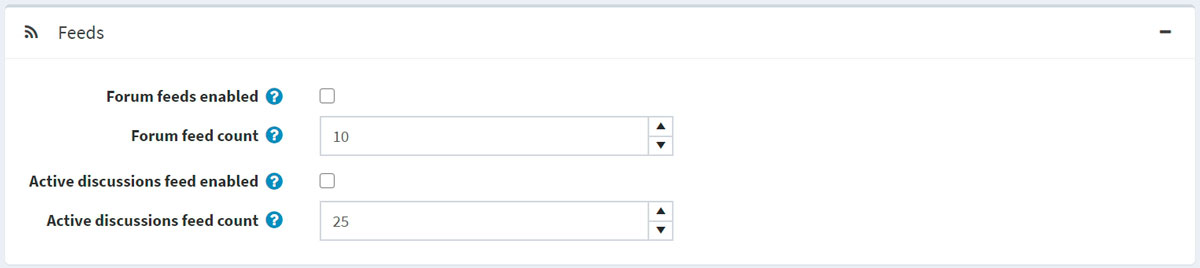 Feeds
Forum feeds enabled ?
Forum feed count ? 10
Active discussions feed enabled ?
Active discussions feed count ? 25